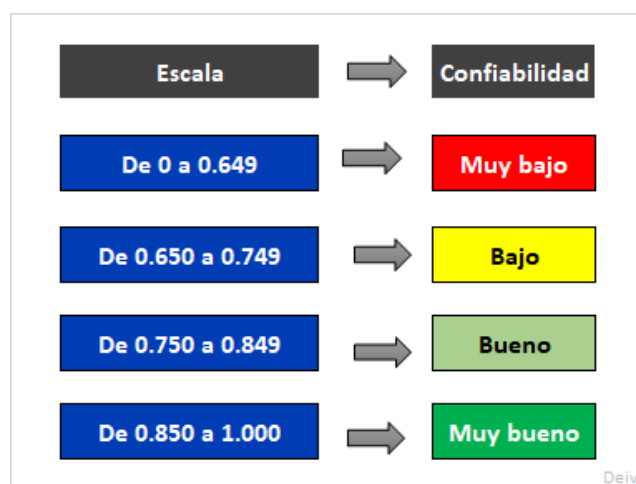 Escala
Confiabilidad
De 0 a 0.649
Muy bajo
De 0.650 a 0.749
Bajo
De 0.750 a 0.849
Bueno
De 0.850 a 1.000
Muy bueno
Deiv